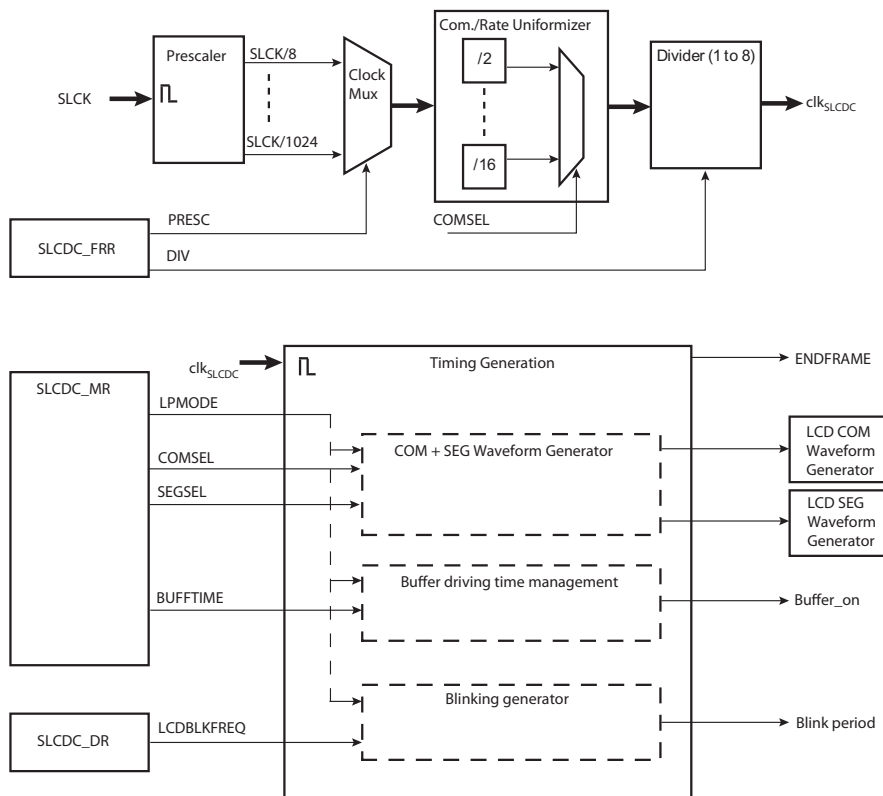 Com./Rate Uniformizer
Prescaler
SLCK/8
Clock
Mux
/2
Divider (1 to 8)
SLCK
clkSLCDC
SLCK/1024
/16
PRESC
COMSEL
SLCDC_FRR
DIV
clkSLCDC
Timing Generation
ENDFRAME
SLCDC_MR
LPMODE
COMSEL
SEGSEL
COM + SEG Waveform Generator
LCD COM
Waveform
Generator
LCD SEG
Waveform
Generator
BUFFTIME
Buffer driving time management
Buffer_on
Blinking generator
SLCDC_DR
LCDBLKFREQ
Blink period